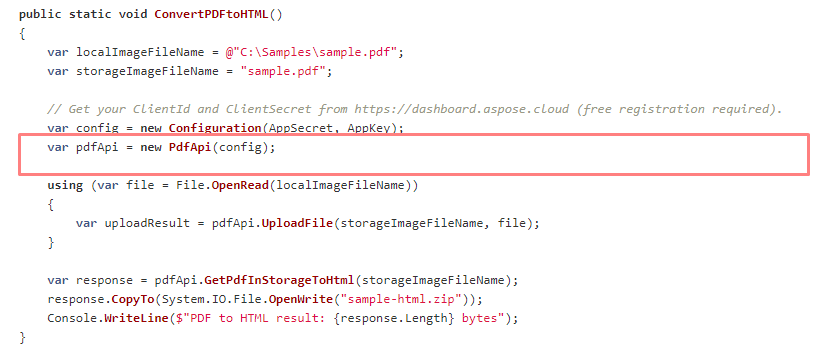 public static void ConvertPDFtoHTML()
{
    var localImageFileName = @"C:\Samples\sample.pdf";
    var storageImageFileName = "sample.pdf";

    // Get your ClientId and ClientSecret from https://dashboard.aspose.cloud (free registration required).
    var config = new Configuration(AppSecret, AppKey);
    var pdfApi = new PdfApi(config);

    using (var file = File.OpenRead(localImageFileName))
    {
        var uploadResult = pdfApi.UploadFile(storageImageFileName, file);
    }

    var response = pdfApi.GetPdfInStorageToHtml(storageImageFileName);
    response.CopyTo(System.IO.File.OpenWrite("sample-html.zip"));
    Console.WriteLine($"PDF to HTML result: {response.Length} bytes");
}